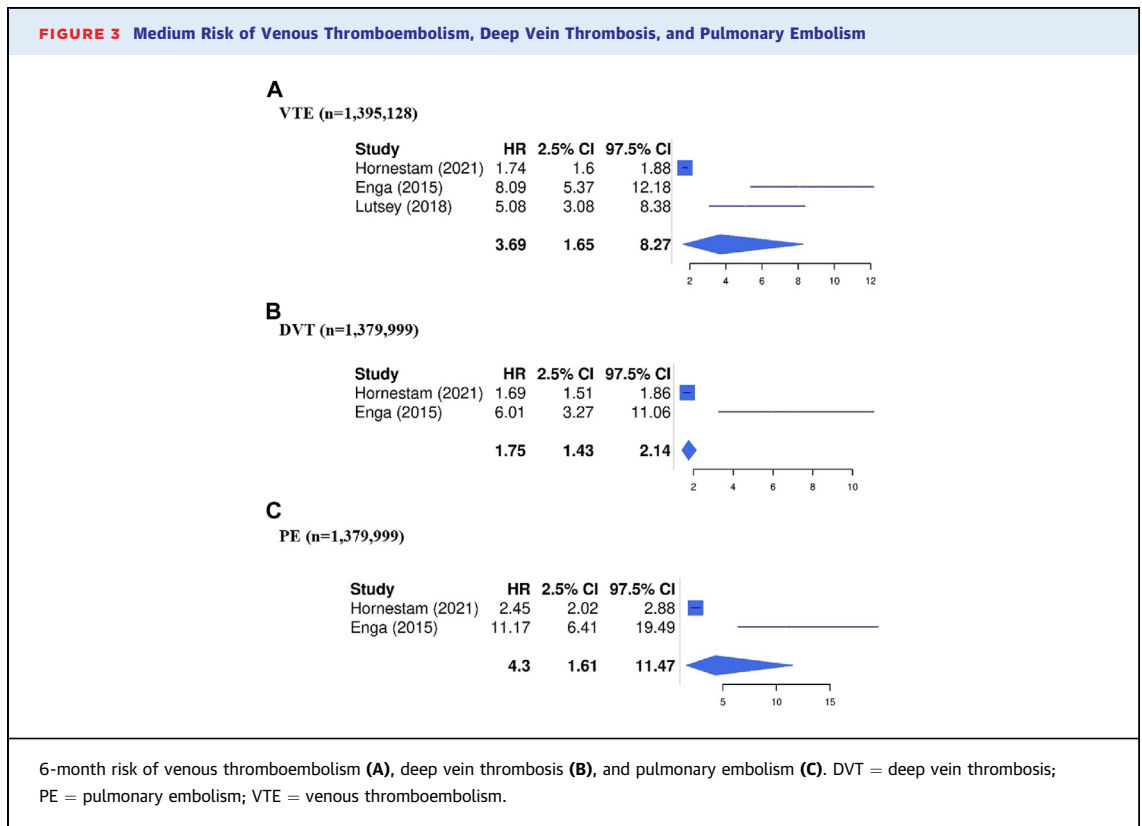 FIGURE 3 Medium Risk of Venous Thromboembolism, Deep Vein Thrombosis, and Pulmonary Embolism
A
VTE (n=1,395,128)
Study HR 2.5% CI 97.5% CI
Hornestam (2021) 1.74 1.6 1.88
Enga (2015) 8.09 5.37 12.18
Lutsey (2018) 5.08 3.08 8.38
3.69 1.65 8.27
2 4 6 8 10 12
B
DVT (n=1,379,999)
Study HR 2.5% CI 97.5% CI
Hornestam (2021) 1.69 1.51 1.86
Enga (2015) 6.01 3.27 11.06
1.75 1.43 2.14
2 4 6 8 10
C
PE (n=1,379,999)
Study HR 2.5% CI 97.5% CI
Hornestam (2021) 2.45 2.02 2.88
Enga (2015) 11.17 6.41 19.49
4.3 1.61 11.47
5 10 15
6-month risk of venous thromboembolism (A), deep vein thrombosis (B), and pulmonary embolism (C). DVT = deep vein thrombosis;
PE = pulmonary embolism; VTE = venous thromboembolism.